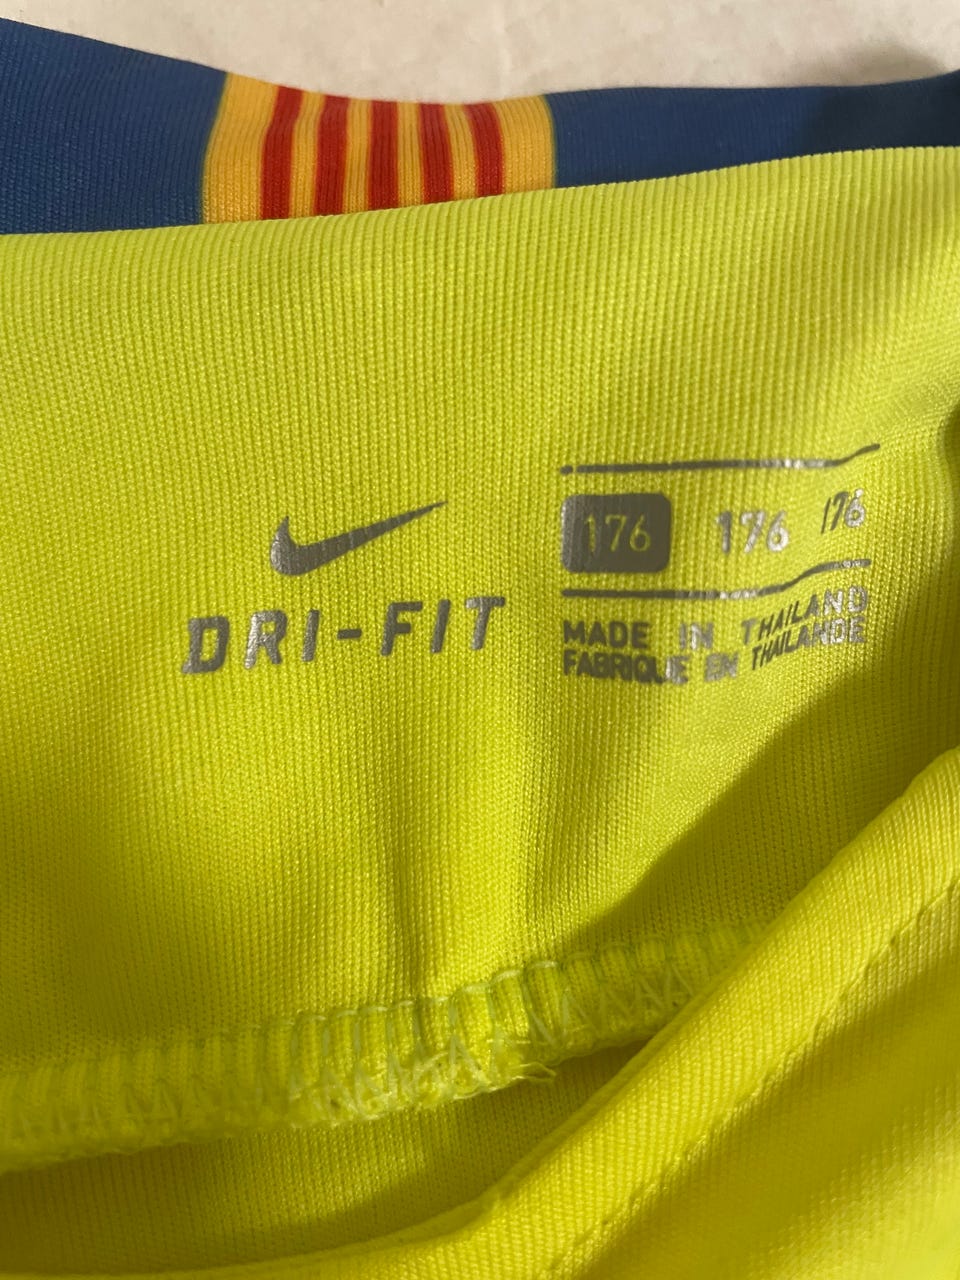 DRI-FIT
176 176 176
MADE IN THAILAND
FABRIQUE EN THAILANDE